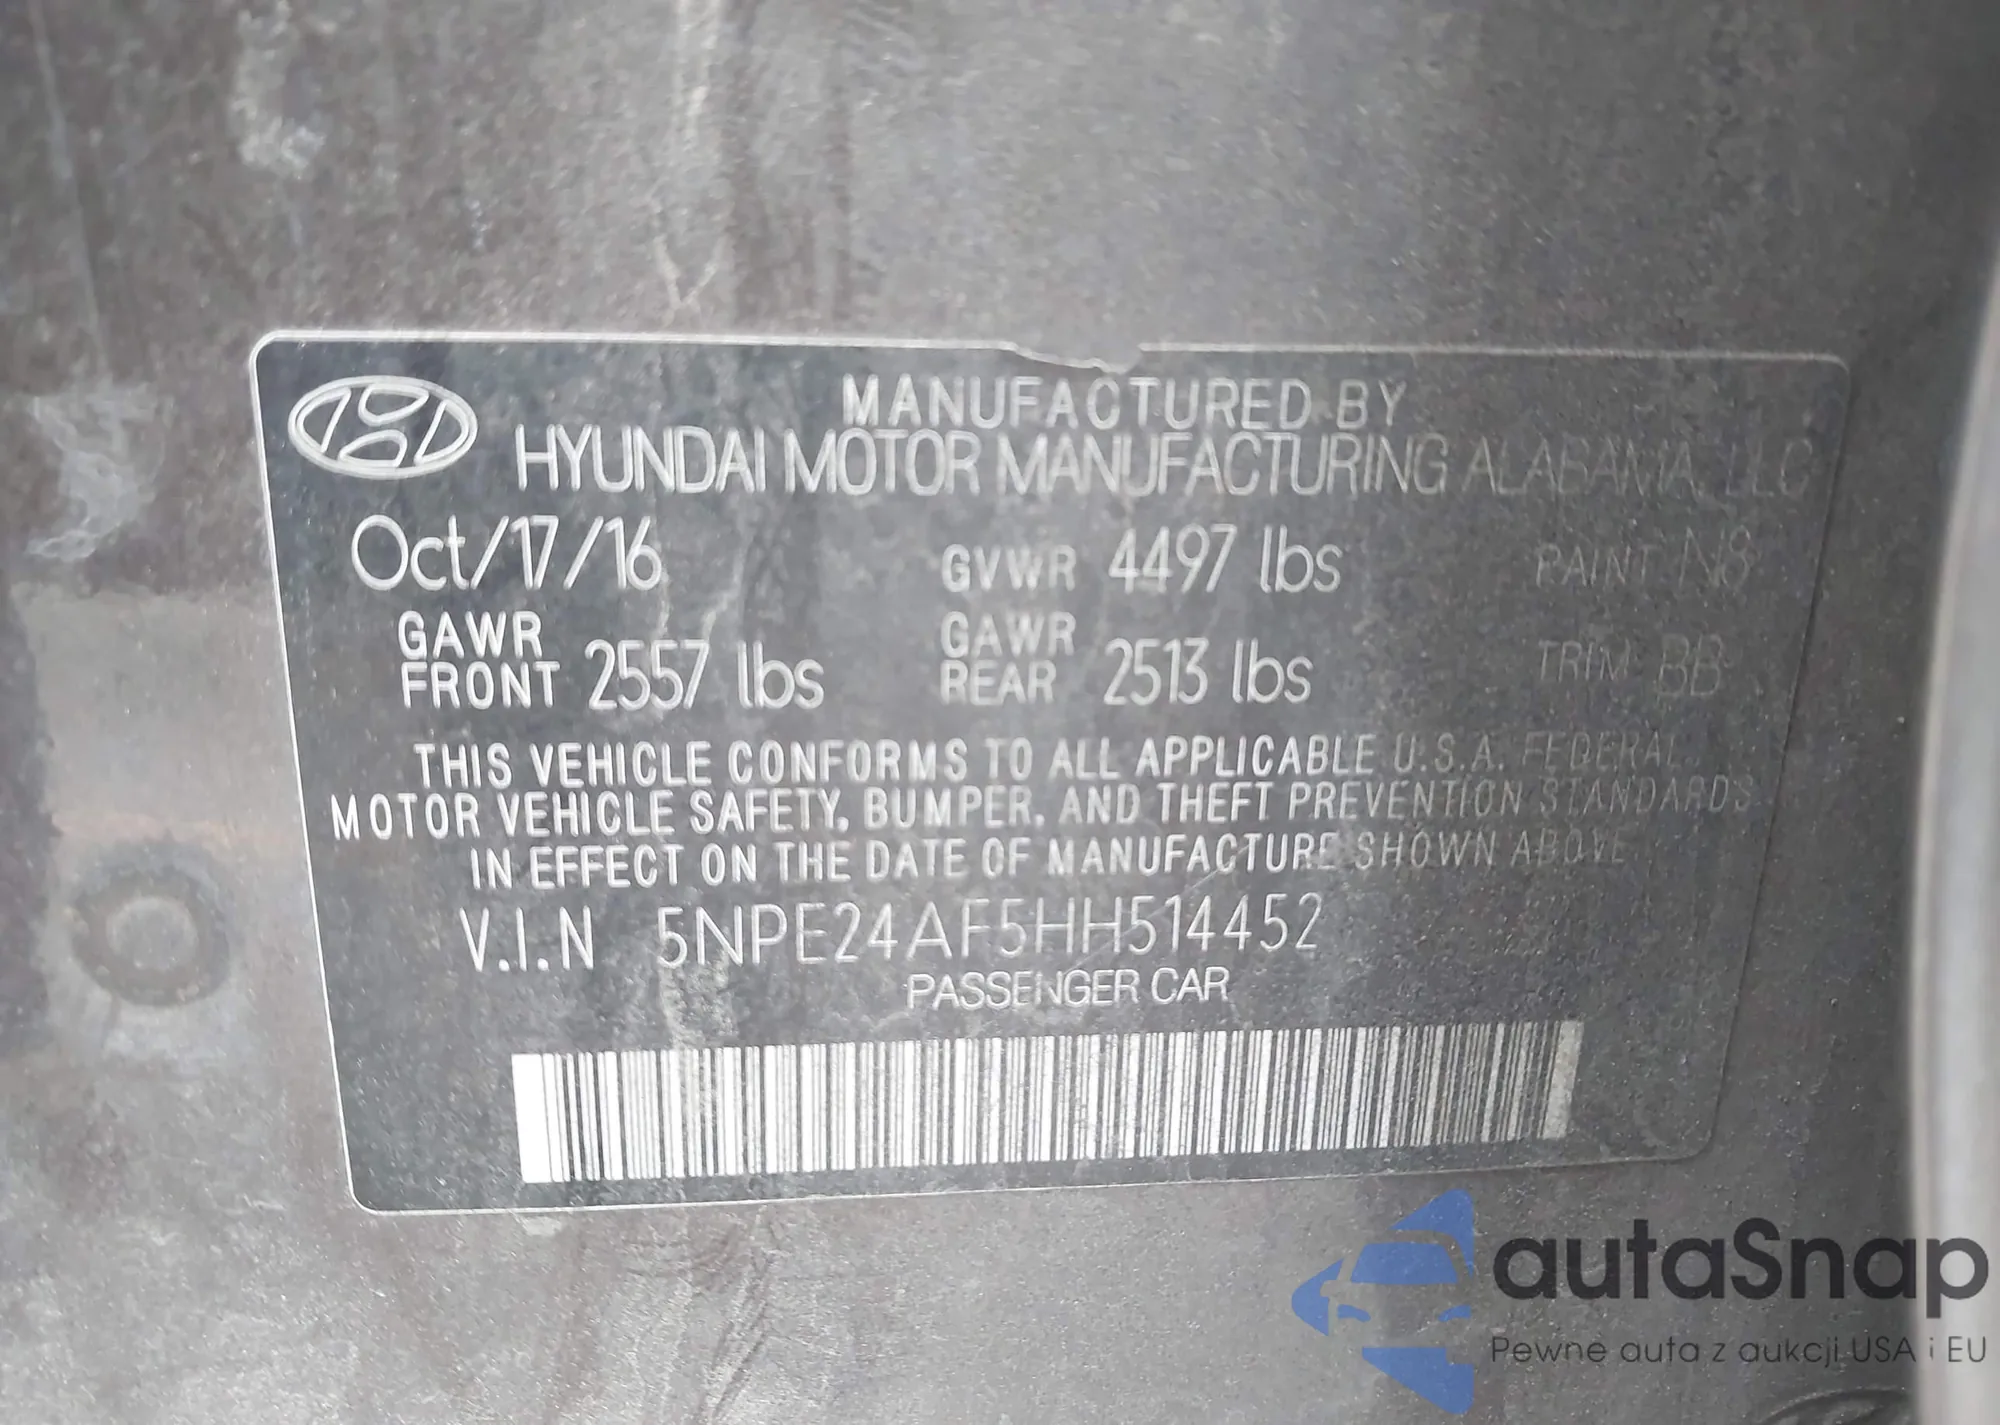 MANUFACTURED BY
HYUNDAI MOTOR MANUFACTURING ALABAMA, LLC
Oct/17/16 GVWR 4497 lbs PAINT N8
GAWR FRONT 2557 lbs GAWR REAR 2513 lbs TRIM BB
THIS VEHICLE CONFORMS TO ALL APPLICABLE U.S.A. FEDERAL
MOTOR VEHICLE SAFETY, BUMPER, AND THEFT PREVENTION STANDARDS
IN EFFECT ON THE DATE OF MANUFACTURE SHOWN ABOVE
V.I.N 5NPE24AF5HH514452
PASSENGER CAR
autaSnap
Pewne auta z aukcji USA i EU